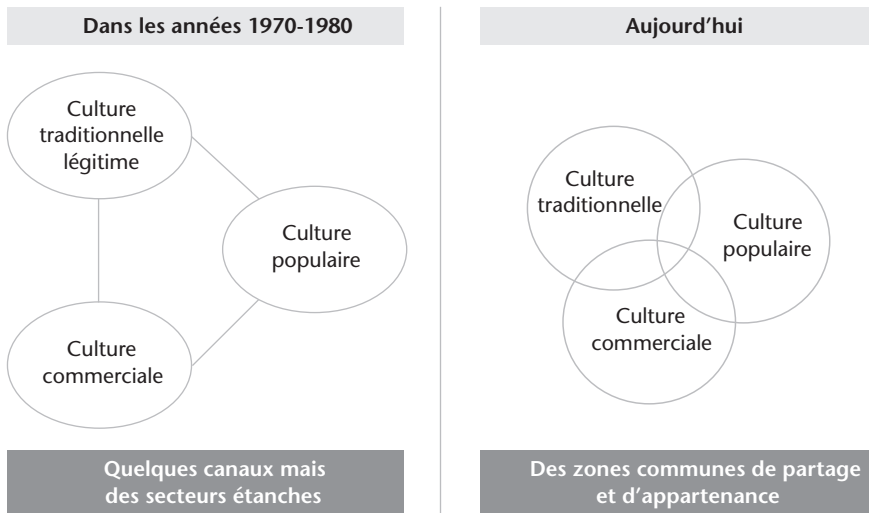 Dans les années 1970-1980
Culture
traditionnelle
légitime
Culture
populaire
Culture
commerciale
Quelques canaux mais
des secteurs étanches
Aujourd’hui
Culture
traditionnelle
Culture
populaire
Culture
commerciale
Des zones communes de partage
et d’appartenance